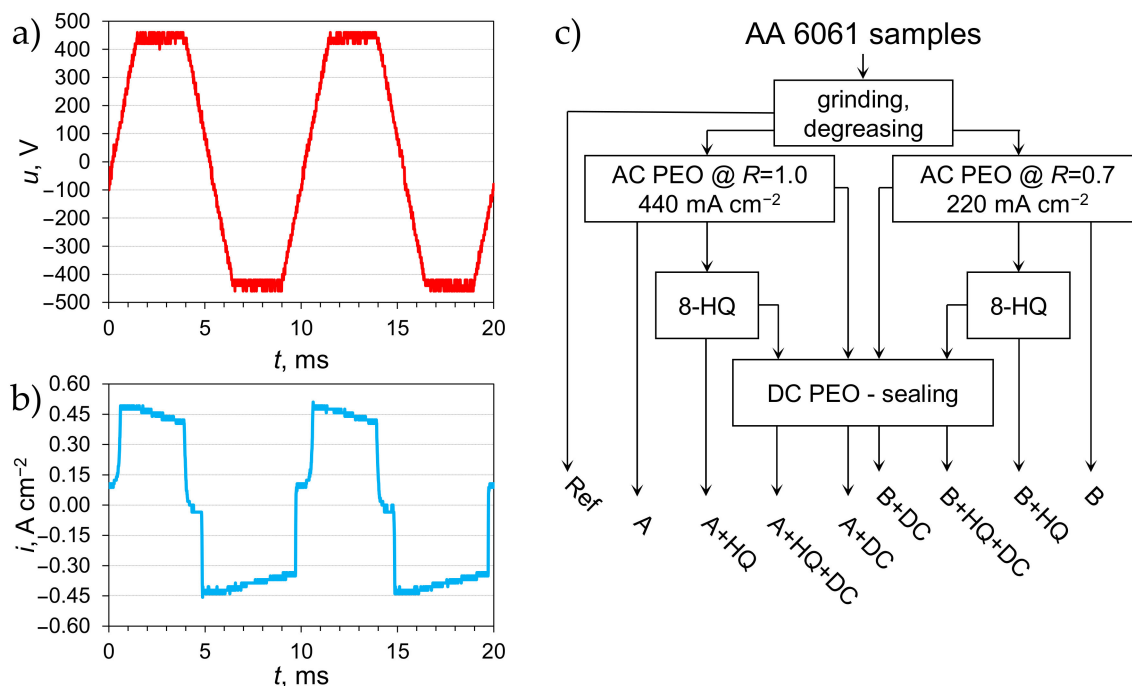 a)
500
400
300
200
100
0
−100
−200
−300
−400
−500
u, V
0 5 10 15 20
t, ms
b)
0.60
0.45
0.30
0.15
0.00
−0.15
−0.30
−0.45
−0.60
i, A cm⁻²
0 5 10 15 20
t, ms
c)
AA 6061 samples
grinding,
degreasing
AC PEO @ R=1.0
440 mA cm⁻²
AC PEO @ R=0.7
220 mA cm⁻²
8-HQ
8-HQ
DC PEO - sealing
Ref
A
A+HQ
A+HQ+DC
A+DC
B+DC
B+HQ+DC
B+HQ
B